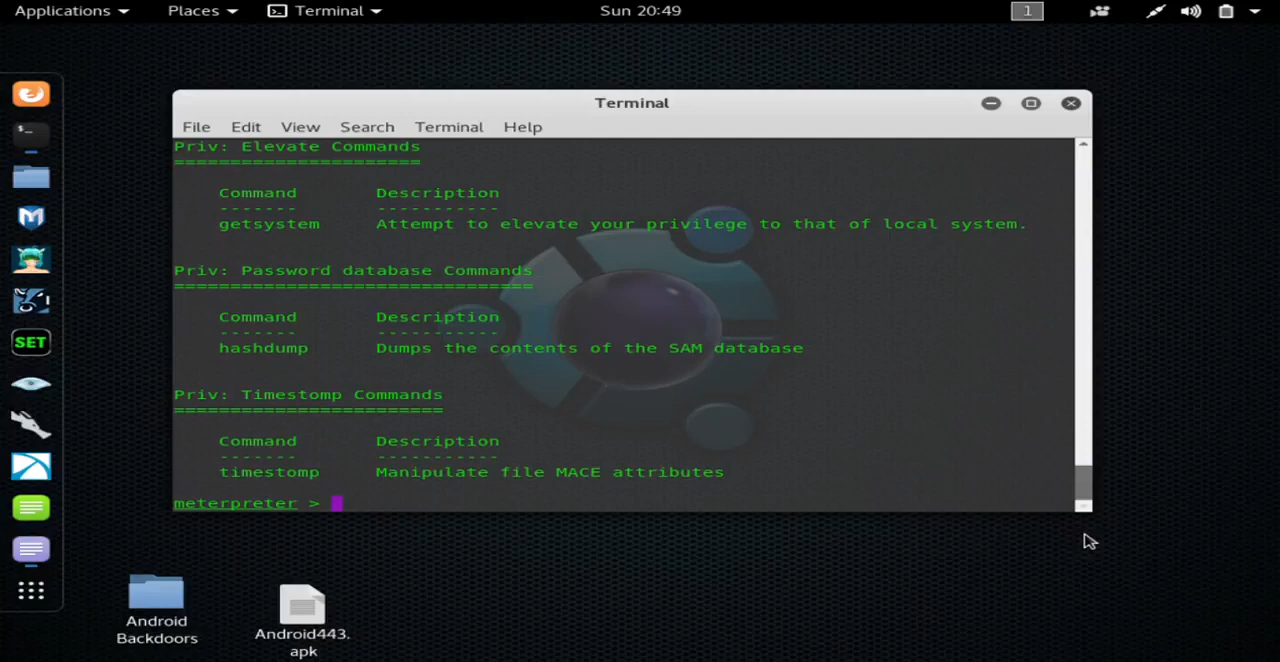 Applications Places Terminal Sun 20:49 1
Terminal
File Edit View Search Terminal Help
Priv: Elevate Commands
======================
Command Description
------- -----------
getsystem Attempt to elevate your privilege to that of local system.
Priv: Password database Commands
================================
Command Description
------- -----------
hashdump Dumps the contents of the SAM database
Priv: Timestomp Commands
========================
Command Description
------- -----------
timestomp Manipulate file MACE attributes
meterpreter >
$_
SET
Android
Backdoors
Android443.
apk